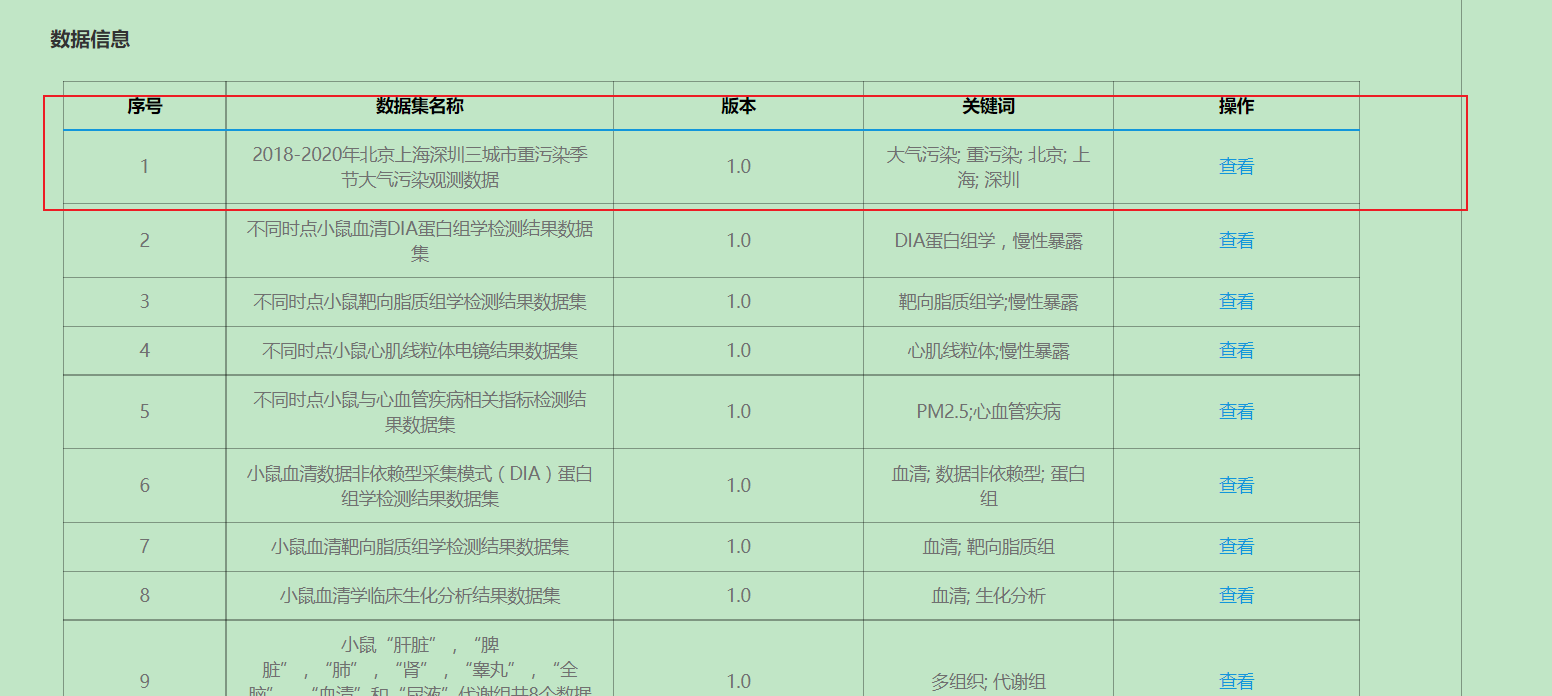 数据信息
序号 数据集名称 版本 关键词 操作
2018-2020年北京上海深圳三城市重污染季
大气污染; 重污染; 北京; 上
1 1.0 查看
节大气污染观测数据
海; 深圳
不同时点小鼠血清DIA蛋白组学检测结果数据
2 1.0 DIA蛋白组学，慢性暴露 查看
集
3 不同时点小鼠靶向脂质组学检测结果数据集 1.0 靶向脂质组学;慢性暴露 查看
4 不同时点小鼠心肌线粒体电镜结果数据集 1.0 心肌线粒体;慢性暴露 查看
不同时点小鼠与心血管疾病相关指标检测结
5 1.0 PM2.5;心血管疾病 查看
果数据集
小鼠血清数据非依赖型采集模式（DIA）蛋白
血清; 数据非依赖型; 蛋白
6 1.0 查看
组学检测结果数据集
组
7 小鼠血清靶向脂质组学检测结果数据集 1.0 血清; 靶向脂质组 查看
8 小鼠血清学临床生化分析结果数据集 1.0 血清; 生化分析 查看
小鼠“肝脏”，“脾
脏”，“肺”，“肾”，“睾丸”，“全
9 1.0 多组织; 代谢组 查看
脑”，“血清”和“尿液”代谢组共8个数据